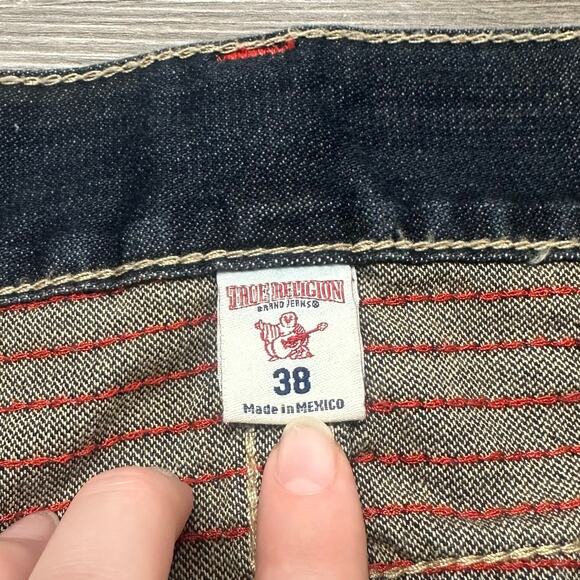 TRUE RELIGION
BRAND JEANS®
38
Made in MEXICO